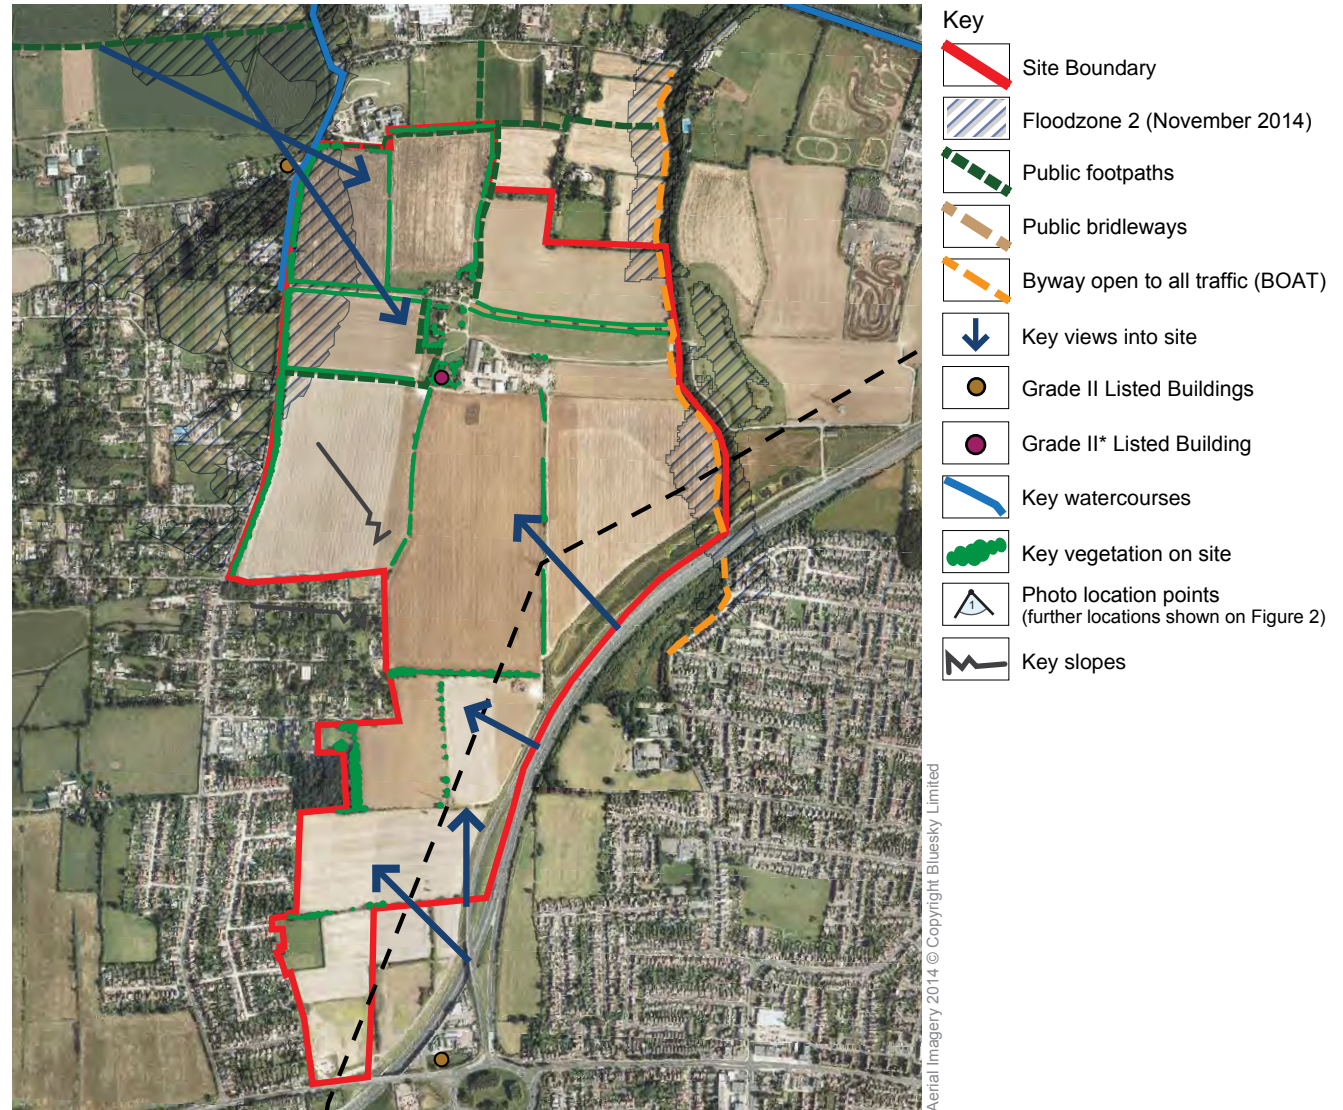 Key
Site Boundary
Floodzone 2 (November 2014)
Public footpaths
Public bridleways
Byway open to all traffic (BOAT)
Key views into site
Grade II Listed Buildings
Grade II* Listed Building
Key watercourses
Key vegetation on site
1
Photo location points
(further locations shown on Figure 2)
Key slopes
Aerial Imagery 2014 © Copyright Bluesky Limited